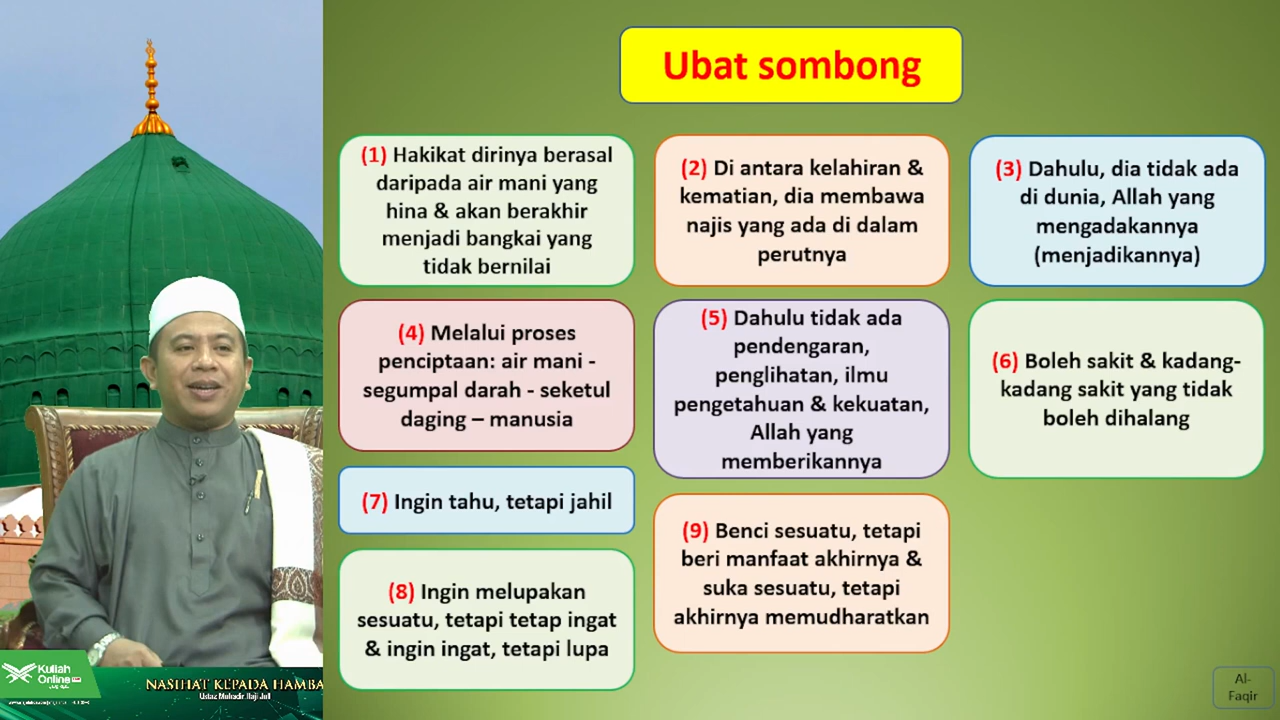 Ubat sombong
(1) Hakikat dirinya berasal
daripada air mani yang
hina & akan berakhir
menjadi bangkai yang
tidak bernilai
(2) Di antara kelahiran &
kematian, dia membawa
najis yang ada di dalam
perutnya
(3) Dahulu, dia tidak ada
di dunia, Allah yang
mengadakannya
(menjadikannya)
(4) Melalui proses
penciptaan: air mani -
segumpal darah - seketul
daging – manusia
(5) Dahulu tidak ada
pendengaran,
penglihatan, ilmu
pengetahuan & kekuatan,
Allah yang
memberikannya
(6) Boleh sakit & kadang-
kadang sakit yang tidak
boleh dihalang
(7) Ingin tahu, tetapi jahil
(8) Ingin melupakan
sesuatu, tetapi tetap ingat
& ingin ingat, tetapi lupa
(9) Benci sesuatu, tetapi
beri manfaat akhirnya &
suka sesuatu, tetapi
akhirnya memudharatkan
Al-
Faqir
Kuliah
Online
NASIHAT KEPADA HAMBA
Ustaz Muhadir Haji Joll